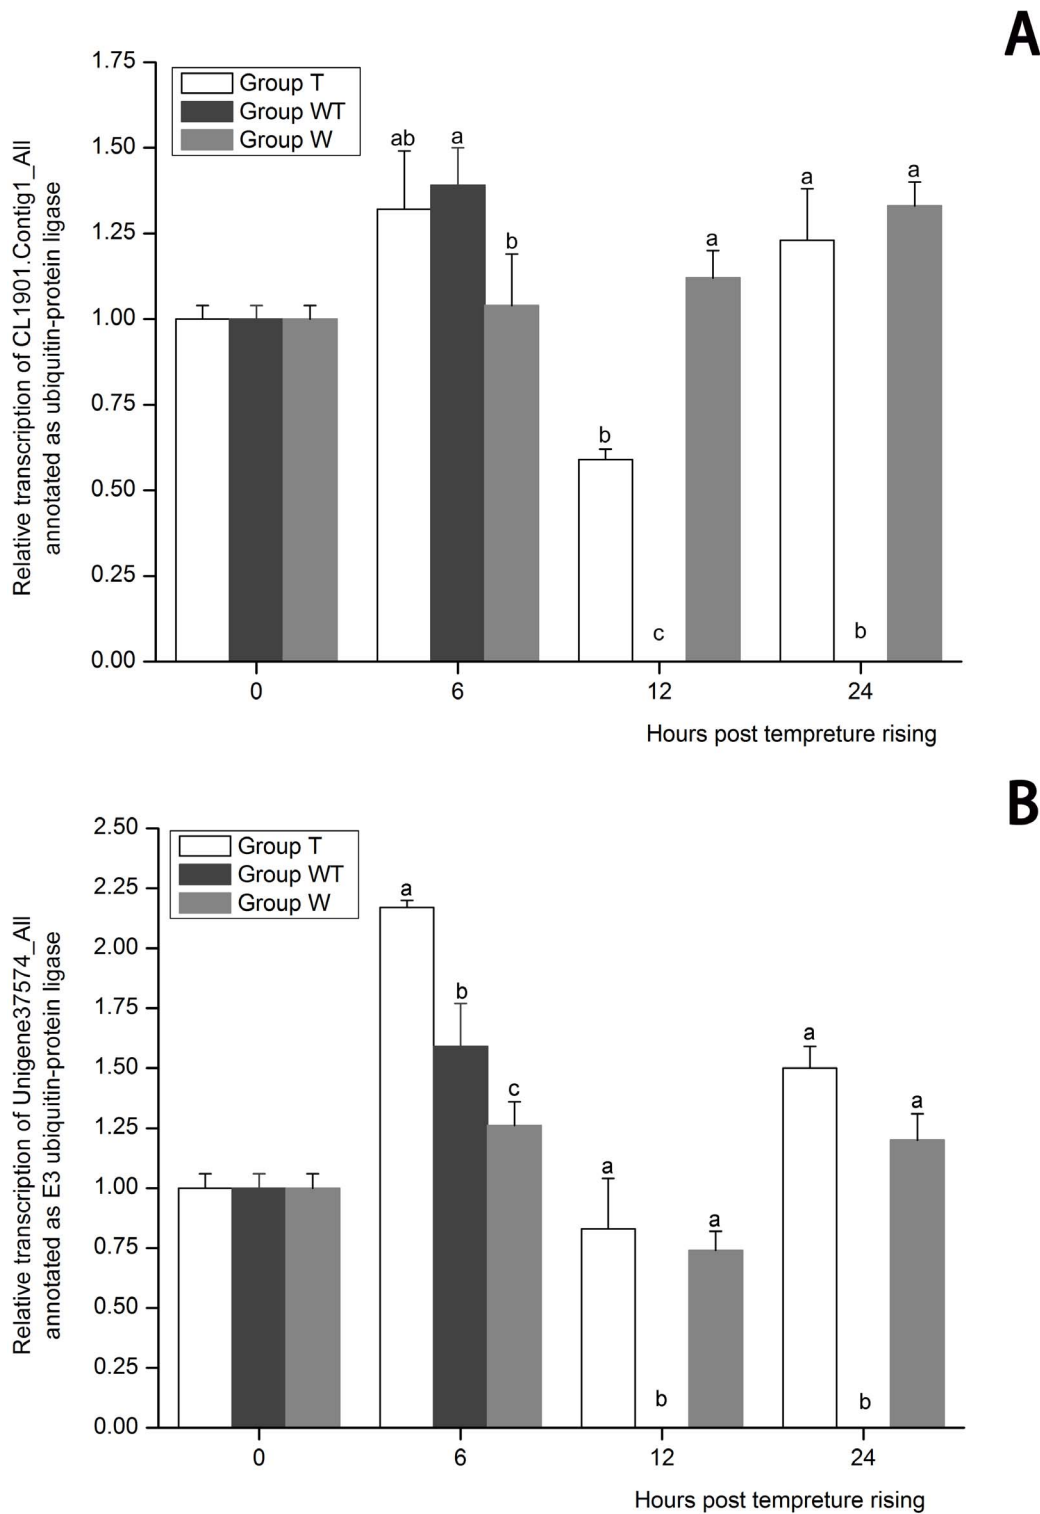 A
1.75
1.50
1.25
1.00
0.75
0.50
0.25
0.00
Relative transcription of CL1901.Contig1_All
annotated as ubiquitin-protein ligase
Group T
Group WT
Group W
ab
a
b
b
c
a
a
b
a
0
6
12
24
Hours post tempreture rising
B
2.50
2.25
2.00
1.75
1.50
1.25
1.00
0.75
0.50
0.25
0.00
Relative transcription of Unigene37574_All
annotated as E3 ubiquitin-protein ligase
Group T
Group WT
Group W
a
b
c
a
b
a
a
b
a
0
6
12
24
Hours post tempreture rising